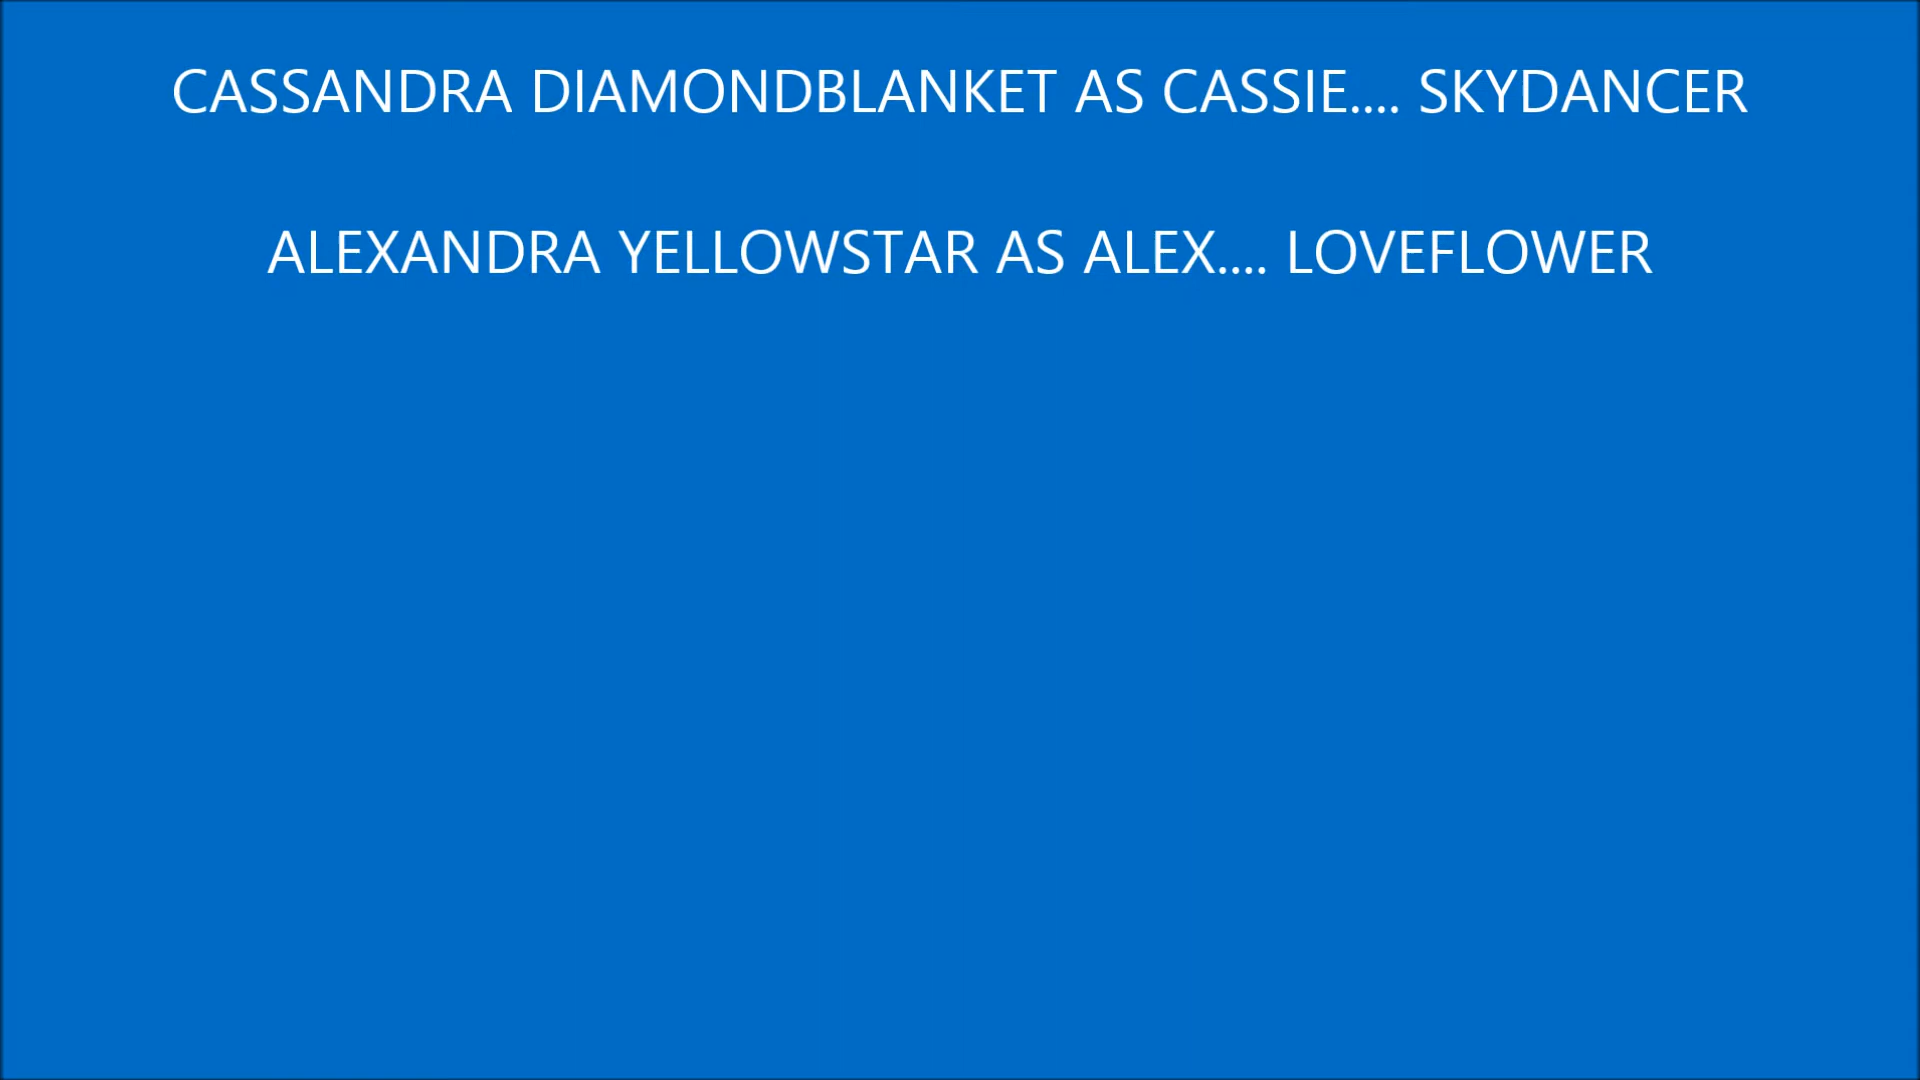 CASSANDRA DIAMONDBLANKET AS CASSIE.... SKYDANCER
ALEXANDRA YELLOWSTAR AS ALEX.... LOVEFLOWER